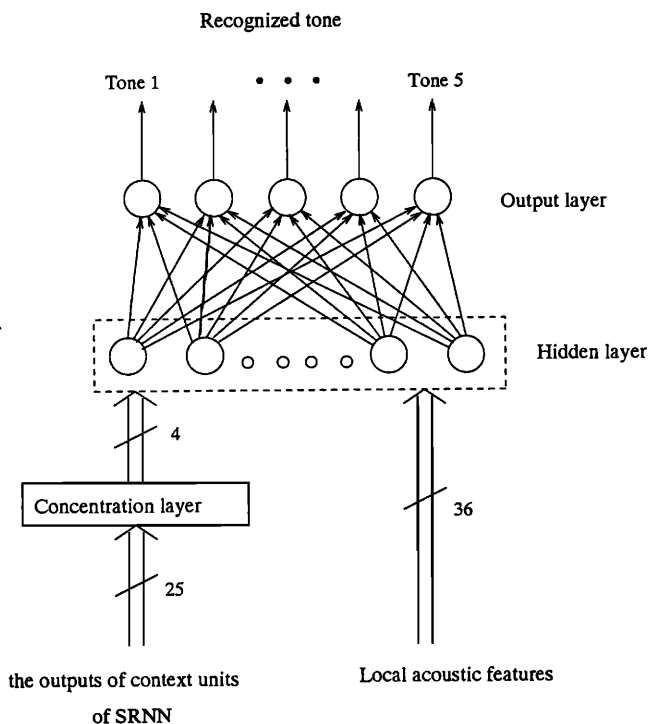 Recognized tone
Tone 1
Tone 5
Output layer
Hidden layer
4
Concentration layer
36
25
the outputs of context units
of SRNN
Local acoustic features